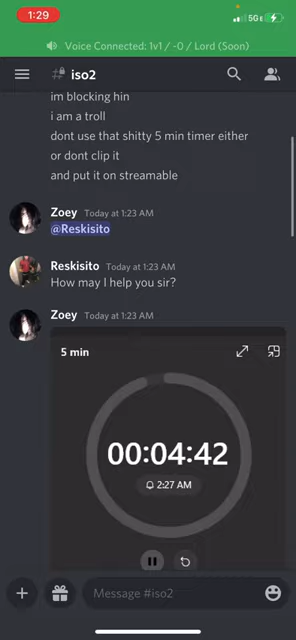 1:29
5G
Voice Connected: 1v1 / -0 / Lord (Soon)
# iso2
im blocking hin
i am a troll
dont use that shitty 5 min timer either
or dont clip it
and put it on streamable
Zoey Today at 1:23 AM
@Reskisito
Reskisito Today at 1:23 AM
How may I help you sir?
Zoey Today at 1:23 AM
5 min
00:04:42
2:27 AM
Message #iso2